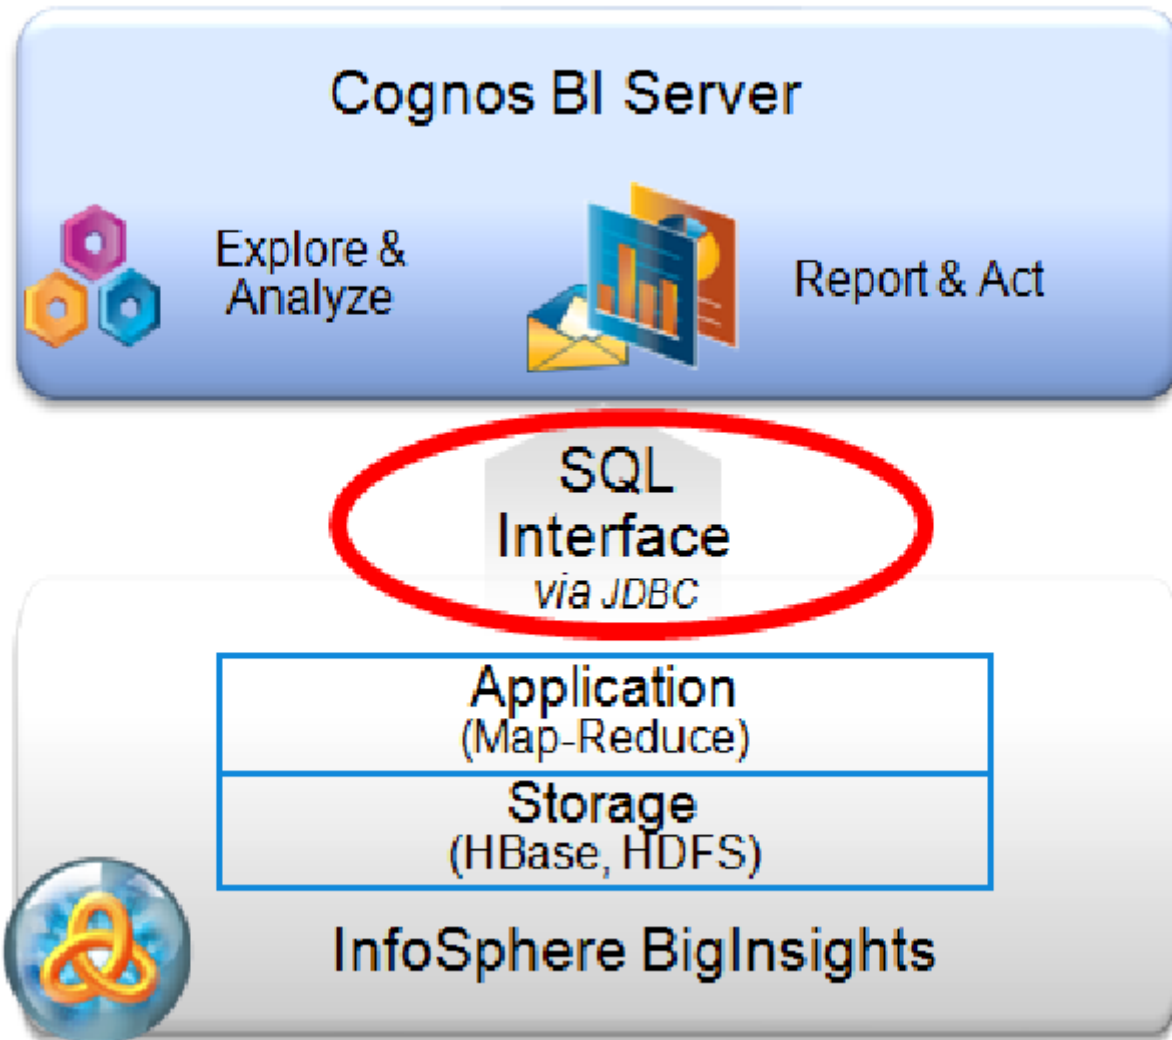 Cognos BI Server
Explore &
Analyze
Report & Act
SQL
Interface
via JDBC
Application
(Map-Reduce)
Storage
(HBase, HDFS)
InfoSphere BigInsights